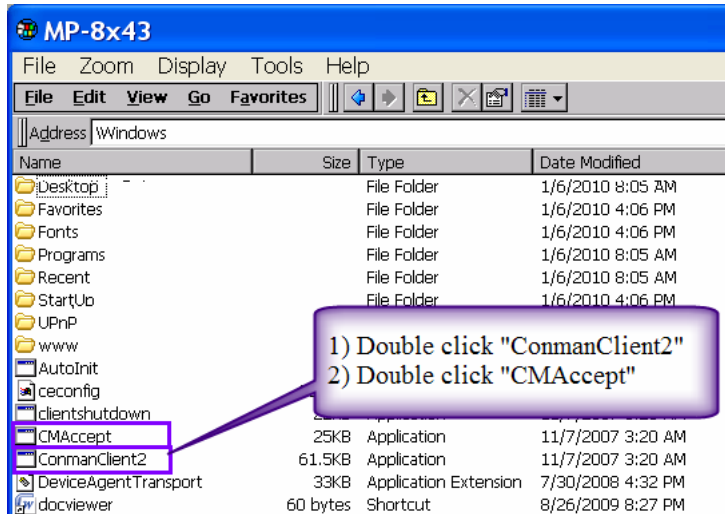 MP-8x43
File Zoom Display Tools Help
File Edit View Go Favorites
Address \Windows
Name Size Type Date Modified
Desktop File Folder 1/6/2010 8:05 AM
Favorites File Folder 1/6/2010 4:06 PM
Fonts File Folder 1/6/2010 4:06 PM
Programs File Folder 1/6/2010 8:05 AM
Recent File Folder 1/6/2010 8:05 AM
StartUp File Folder 1/6/2010 4:06 PM
UPnP
www
1) Double click "ConmanClient2"
2) Double click "CMAccept"
AutoInit
ceconfig
clientshutdown
CMAccept 25KB Application 11/7/2007 3:20 AM
ConmanClient2 61.5KB Application 11/7/2007 3:20 AM
DeviceAgentTransport 33KB Application Extension 7/30/2008 4:32 PM
docviewer 60 bytes Shortcut 8/26/2009 8:27 PM